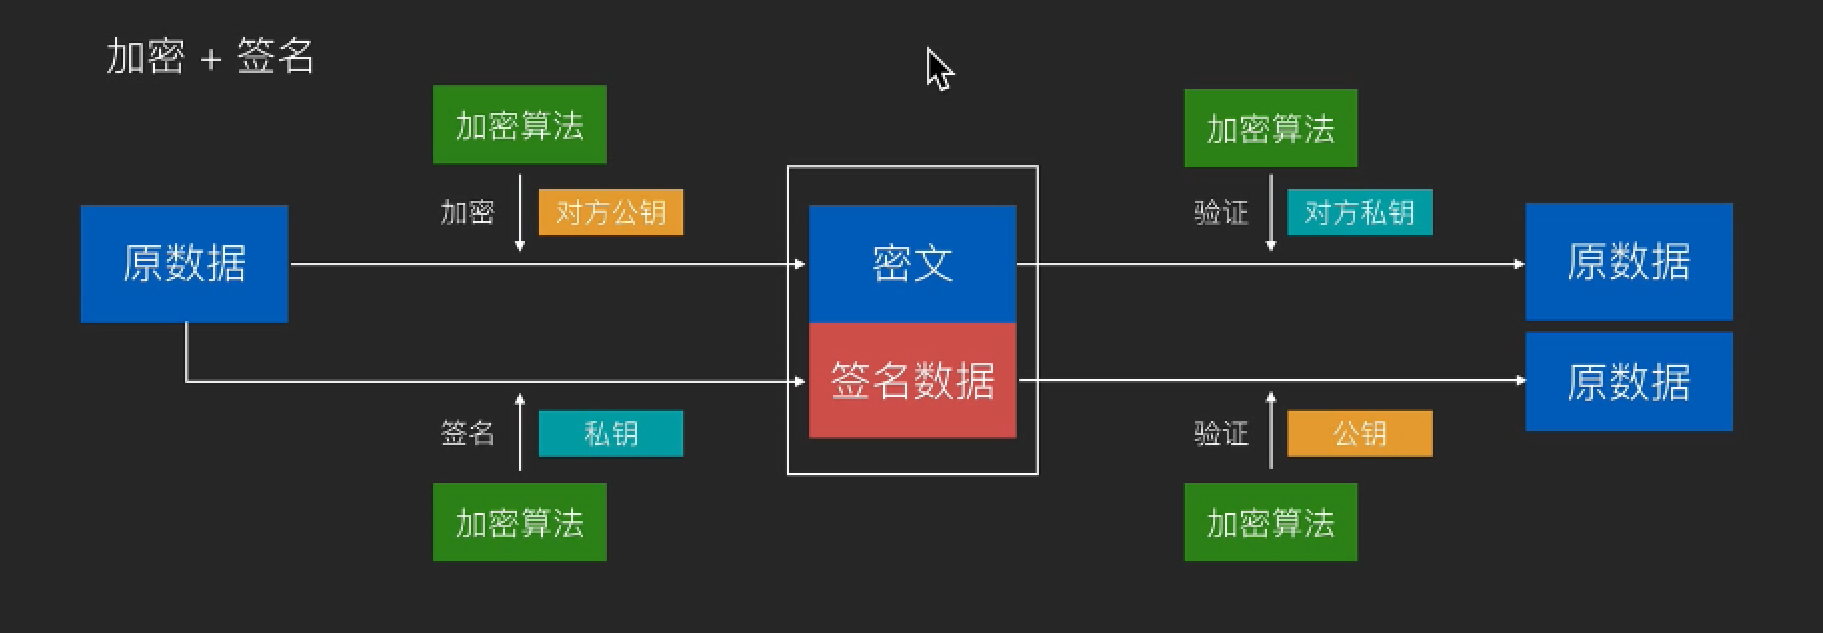 加密 + 签名
加密算法
加密算法
加密
对方公钥
验证
对方私钥
原数据
密文
原数据
签名数据
原数据
签名
私钥
验证
公钥
加密算法
加密算法